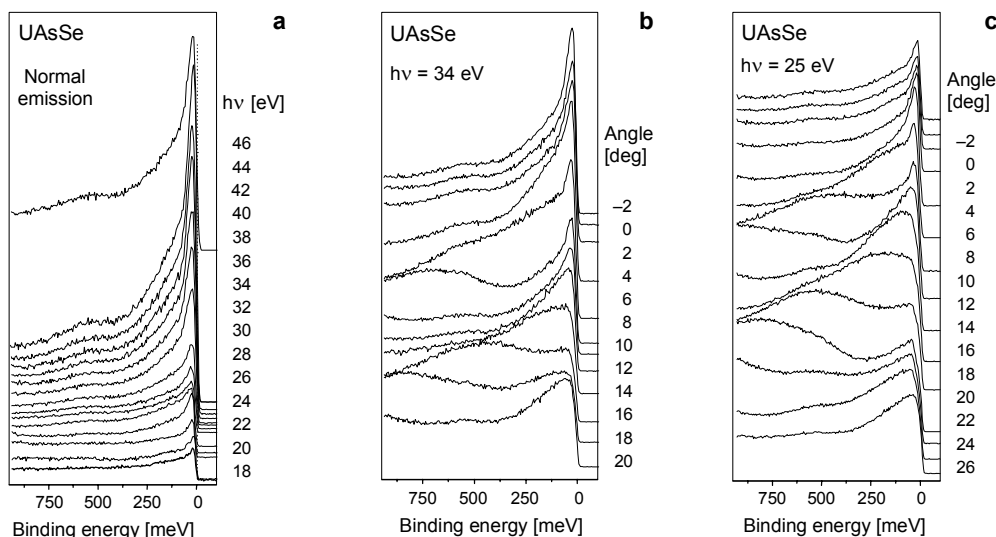 UAsSe
a
Normal
emission
hν [eV]
46
44
42
40
38
36
34
32
30
28
26
24
22
20
18
750 500 250 0
Binding energy [meV]
UAsSe
b
hν = 34 eV
Angle
[deg]
–2
0
2
4
6
8
10
12
14
16
18
20
750 500 250 0
Binding energy [meV]
UAsSe
c
hν = 25 eV
Angle
[deg]
–2
0
2
4
6
8
10
12
14
16
18
20
22
24
26
750 500 250 0
Binding energy [meV]